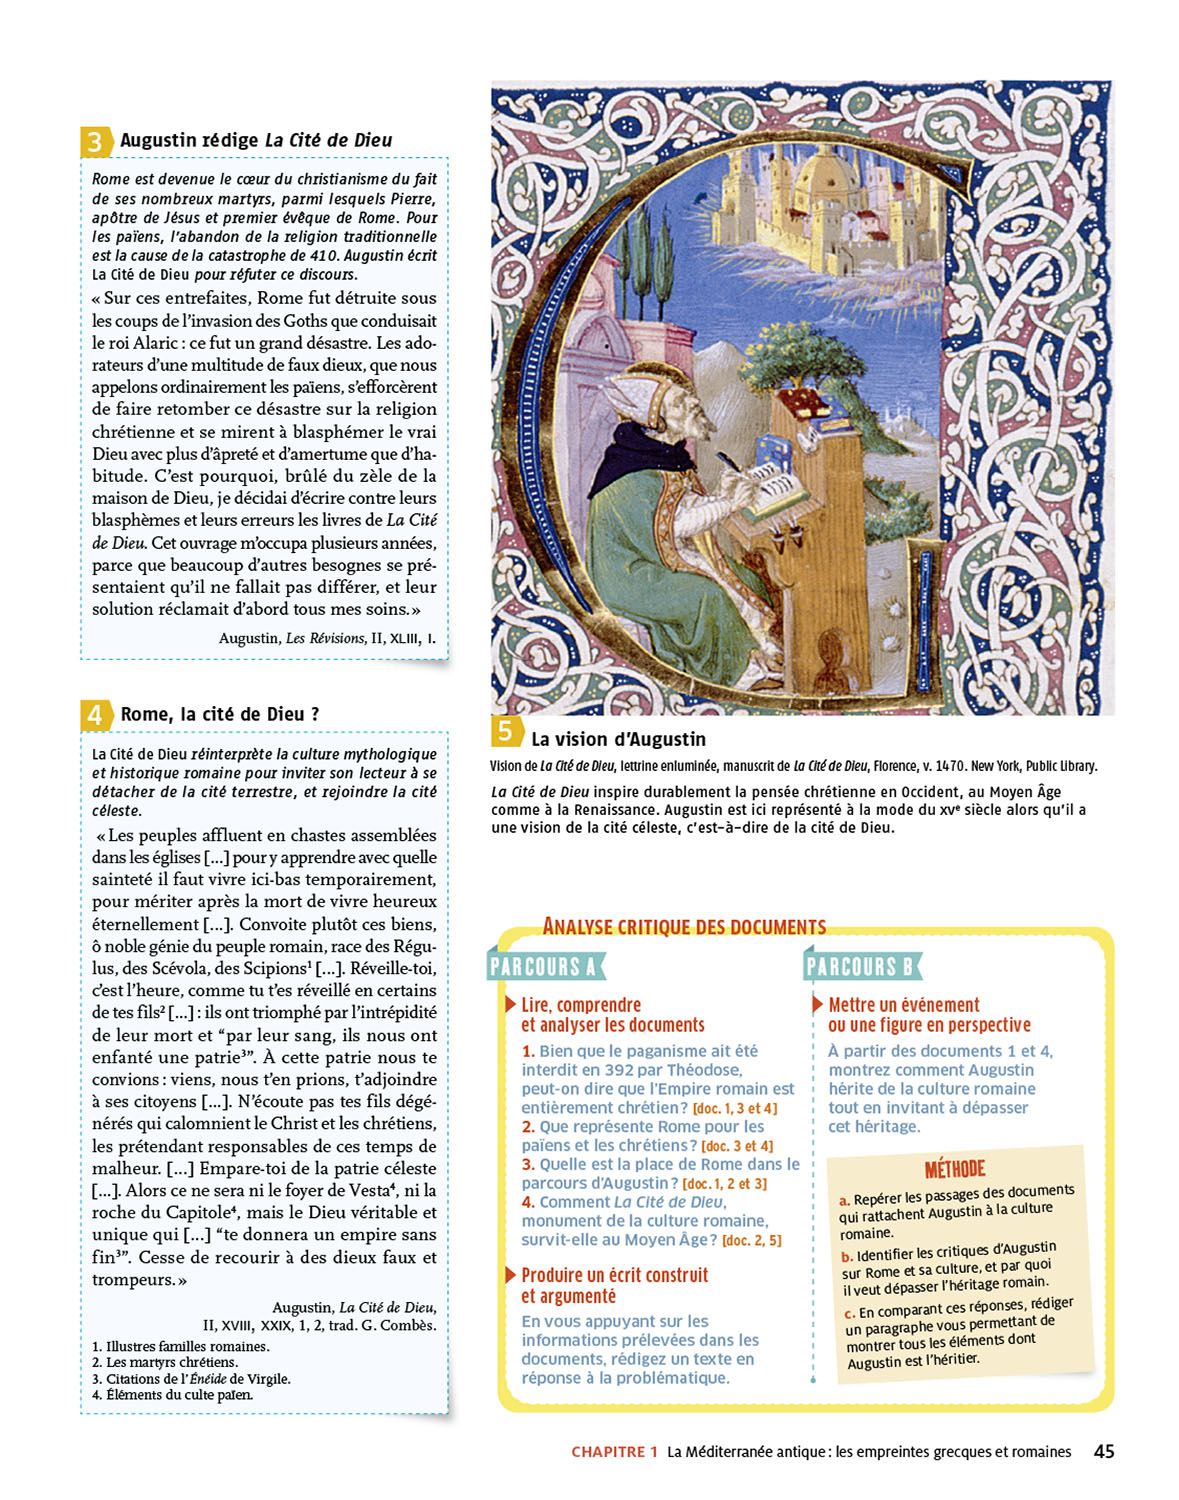 3 Augustin rédige La Cité de Dieu
Rome est devenue le cœur du christianisme du fait
de ses nombreux martyrs, parmi lesquels Pierre,
apôtre de Jésus et premier évêque de Rome. Pour
les païens, l'abandon de la religion traditionnelle
est la cause de la catastrophe de 410. Augustin écrit
La Cité de Dieu pour réfuter ce discours.
« Sur ces entrefaites, Rome fut détruite sous
les coups de l'invasion des Goths que conduisait
le roi Alaric : ce fut un grand désastre. Les ado-
rateurs d'une multitude de faux dieux, que nous
appelons ordinairement les païens, s'efforcèrent
de faire retomber ce désastre sur la religion
chrétienne et se mirent à blasphémer le vrai
Dieu avec plus d'âpreté et d'amertume que d'ha-
bitude. C'est pourquoi, brûlé du zèle de la
maison de Dieu, je décidai d'écrire contre leurs
blasphèmes et leurs erreurs les livres de La Cité
de Dieu. Cet ouvrage m'occupa plusieurs années,
parce que beaucoup d'autres besognes se pré-
sentaient qu'il ne fallait pas différer, et leur
solution réclamait d'abord tous mes soins. »
Augustin, Les Révisions, II, XLIII, I.
4 Rome, la cité de Dieu ?
La Cité de Dieu réinterprète la culture mythologique
et historique romaine pour inviter son lecteur à se
détacher de la cité terrestre, et rejoindre la cité
céleste.
« Les peuples affluent en chastes assemblées
dans les églises [...] pour y apprendre avec quelle
sainteté il faut vivre ici-bas temporairement,
pour mériter après la mort de vivre heureux
éternellement [...]. Convoite plutôt ces biens,
ô noble génie du peuple romain, race des Régu-
lus, des Scévola, des Scipions¹ [...]. Réveille-toi,
c'est l'heure, comme tu t'es réveillé en certains
de tes fils² [...] : ils ont triomphé par l'intrépidité
de leur mort et “par leur sang, ils nous ont
enfanté une patrie³”. À cette patrie nous te
convions : viens, nous t'en prions, t'adjoindre
à ses citoyens [...]. N'écoute pas tes fils dégé-
nérés qui calomnient le Christ et les chrétiens,
les prétendant responsables de ces temps de
malheur. [...] Empare-toi de la patrie céleste
[...]. Alors ce ne sera ni le foyer de Vesta⁴, ni la
roche du Capitole⁴, mais le Dieu véritable et
unique qui [...] “te donnera un empire sans
fin³”. Cesse de recourir à des dieux faux et
trompeurs. »
Augustin, La Cité de Dieu,
II, XVIII, XXIX, 1, 2, trad. G. Combès.
1. Illustres familles romaines.
2. Les martyrs chrétiens.
3. Citations de l'Énéide de Virgile.
4. Éléments du culte païen.
5 La vision d'Augustin
Vision de La Cité de Dieu, lettrine enluminée, manuscrit de La Cité de Dieu, Florence, v. 1470. New York, Public Library.
La Cité de Dieu inspire durablement la pensée chrétienne en Occident, au Moyen Âge
comme à la Renaissance. Augustin est ici représenté à la mode du XVe siècle alors qu'il a
une vision de la cité céleste, c'est-à-dire de la cité de Dieu.
ANALYSE CRITIQUE DES DOCUMENTS
PARCOURS A
Lire, comprendre
et analyser les documents
1. Bien que le paganisme ait été
interdit en 392 par Théodose,
peut-on dire que l'Empire romain est
entièrement chrétien ? [doc. 1, 3 et 4]
2. Que représente Rome pour les
païens et les chrétiens ? [doc. 3 et 4]
3. Quelle est la place de Rome dans le
parcours d'Augustin ? [doc. 1, 2 et 3]
4. Comment La Cité de Dieu,
monument de la culture romaine,
survit-elle au Moyen Âge ? [doc. 2, 5]
Produire un écrit construit
et argumenté
En vous appuyant sur les
informations prélevées dans les
documents, rédigez un texte en
réponse à la problématique.
PARCOURS B
Mettre un événement
ou une figure en perspective
À partir des documents 1 et 4,
montrez comment Augustin
hérite de la culture romaine
tout en invitant à dépasser
cet héritage.
MÉTHODE
a. Repérer les passages des documents
qui rattachent Augustin à la culture
romaine.
b. Identifier les critiques d'Augustin
sur Rome et sa culture, et par quoi
il veut dépasser l'héritage romain.
c. En comparant ces réponses, rédiger
un paragraphe vous permettant de
montrer tous les éléments dont
Augustin est l'héritier.
CHAPITRE 1 La Méditerranée antique : les empreintes grecques et romaines 45